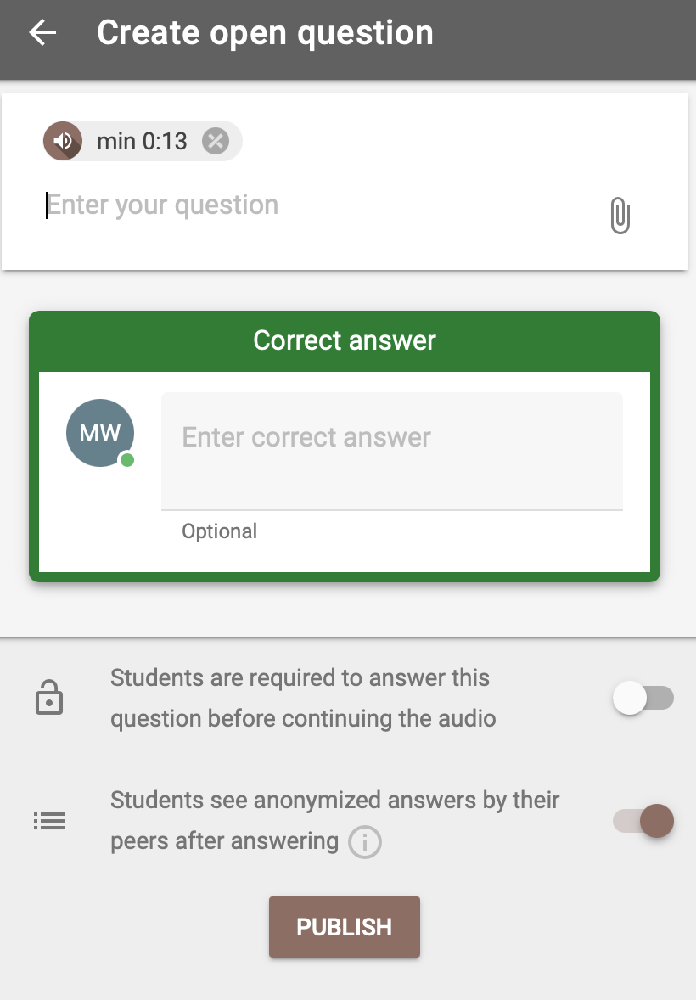 Create open question
min 0:13
Enter your question
Correct answer
MW
Enter correct answer
Optional
Students are required to answer this
question before continuing the audio
Students see anonymized answers by their
peers after answering
PUBLISH